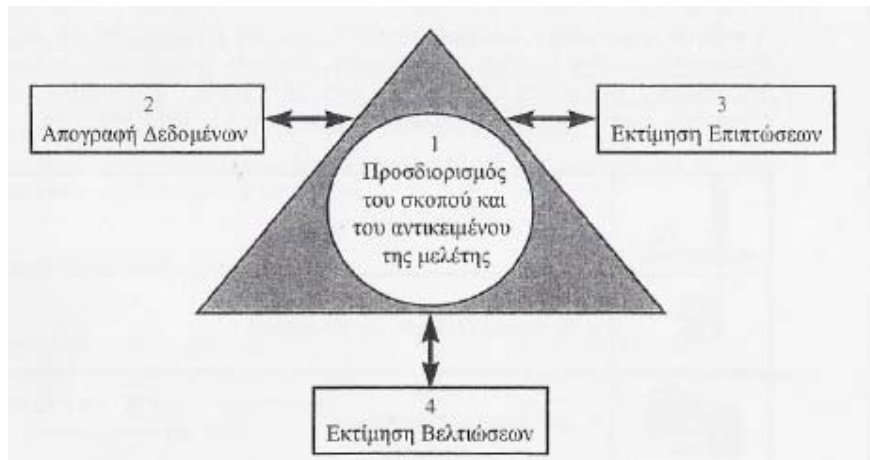 1
Προσδιορισμός
του σκοπού και
του αντικειμένου
της μελέτης
2
Απογραφή Δεδομένων
3
Εκτίμηση Επιπτώσεων
4
Εκτίμηση Βελτιώσεων